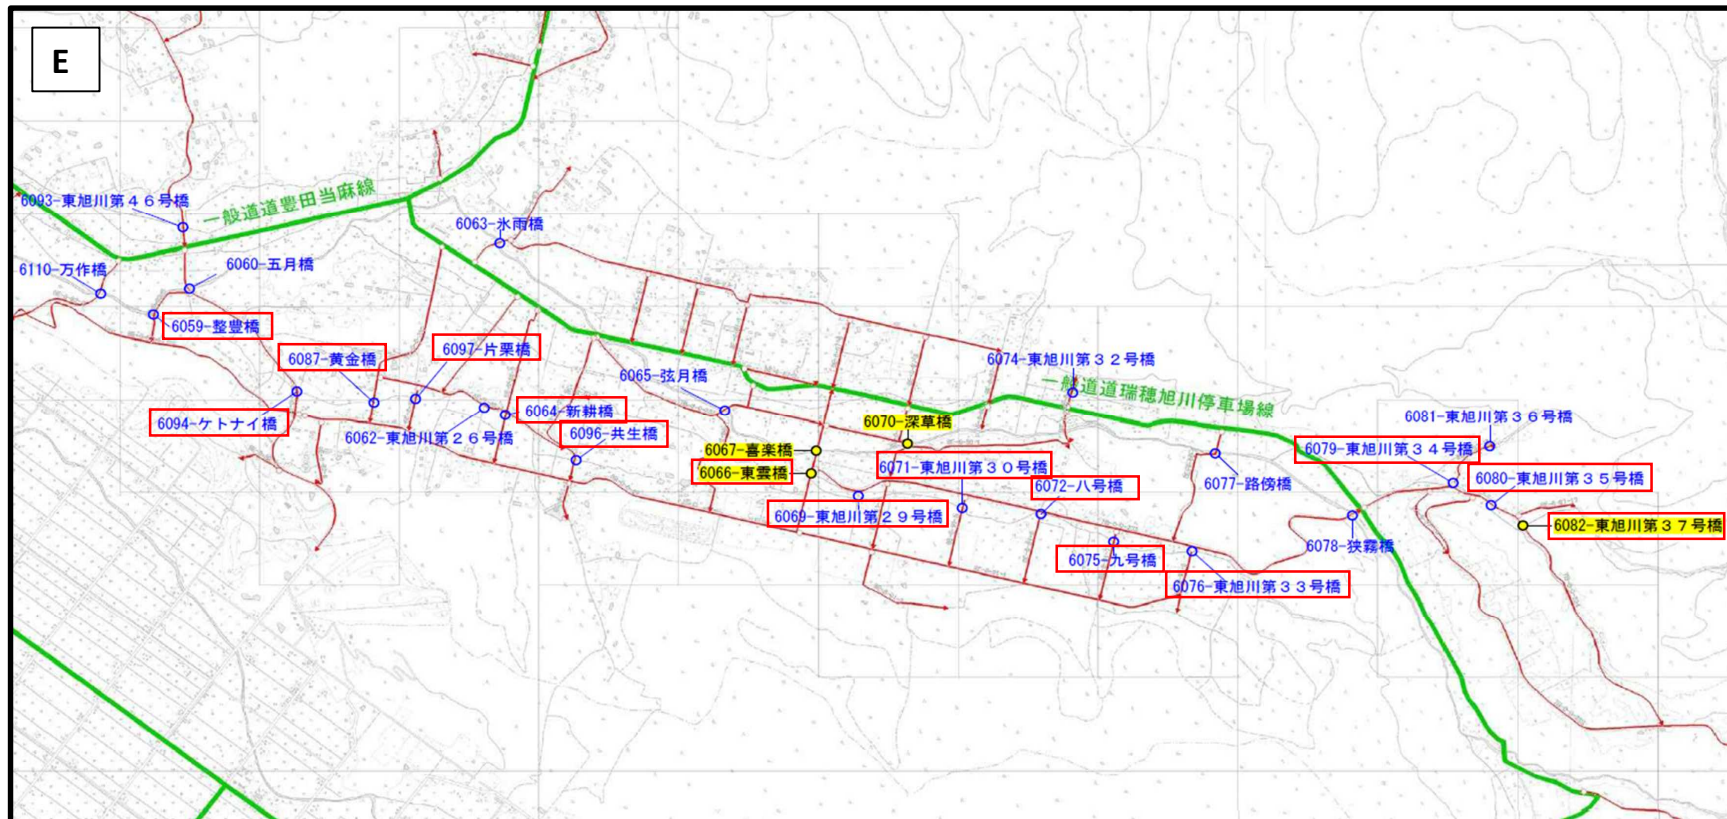 E
6093-東旭川第４６号橋
一般道道豊田当麻線
6063-氷雨橋
6110-万作橋
6060-五月橋
6059-整豊橋
6087-黄金橋
6097-片栗橋
6074-東旭川第３２号橋
6065-弦月橋
一般道道瑞穂旭川停車場線
6094-ケトナイ橋
6062-東旭川第２６号橋
6064-新耕橋
6096-共生橋
6070-深草橋
6067-喜楽橋
6066-東雲橋
6071-東旭川第３０号橋
6072-八号橋
6069-東旭川第２９号橋
6077-路傍橋
6081-東旭川第３６号橋
6079-東旭川第３４号橋
6080-東旭川第３５号橋
6082-東旭川第３７号橋
6078-狭霧橋
6075-九号橋
6076-東旭川第３３号橋